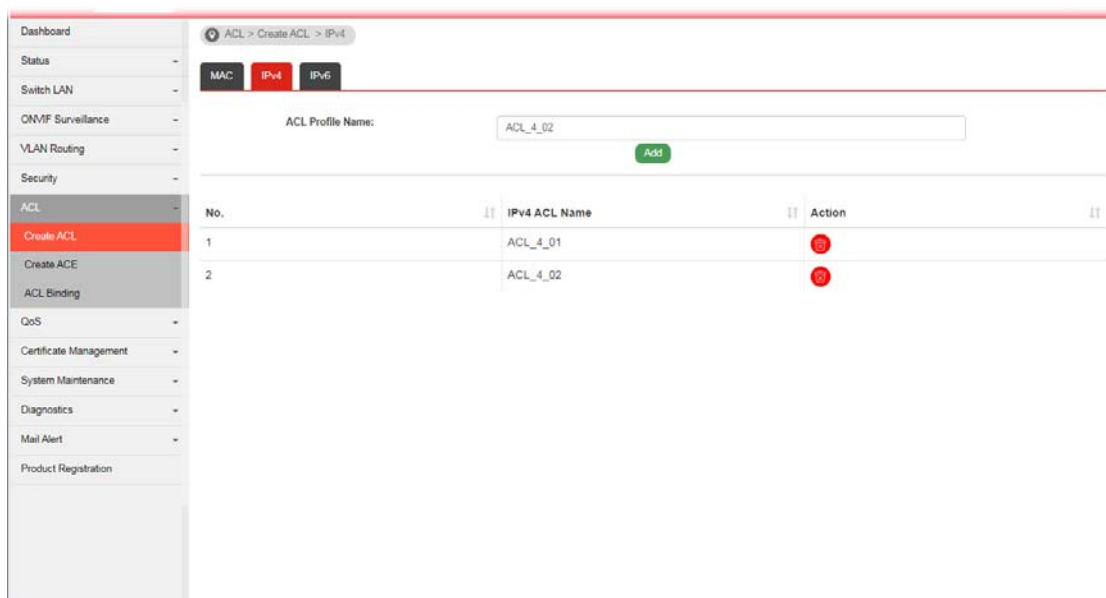 Dashboard
Status
Switch LAN
ONVIF Surveillance
VLAN Routing
Security
ACL
Create ACL
Create ACE
ACL Binding
QoS
Certificate Management
System Maintenance
Diagnostics
Mail Alert
Product Registration
ACL > Create ACL > IPv4
MAC IPv4 IPv6
ACL Profile Name: ACL_4_02
Add
No. IPv4 ACL Name Action
1 ACL_4_01
2 ACL_4_02